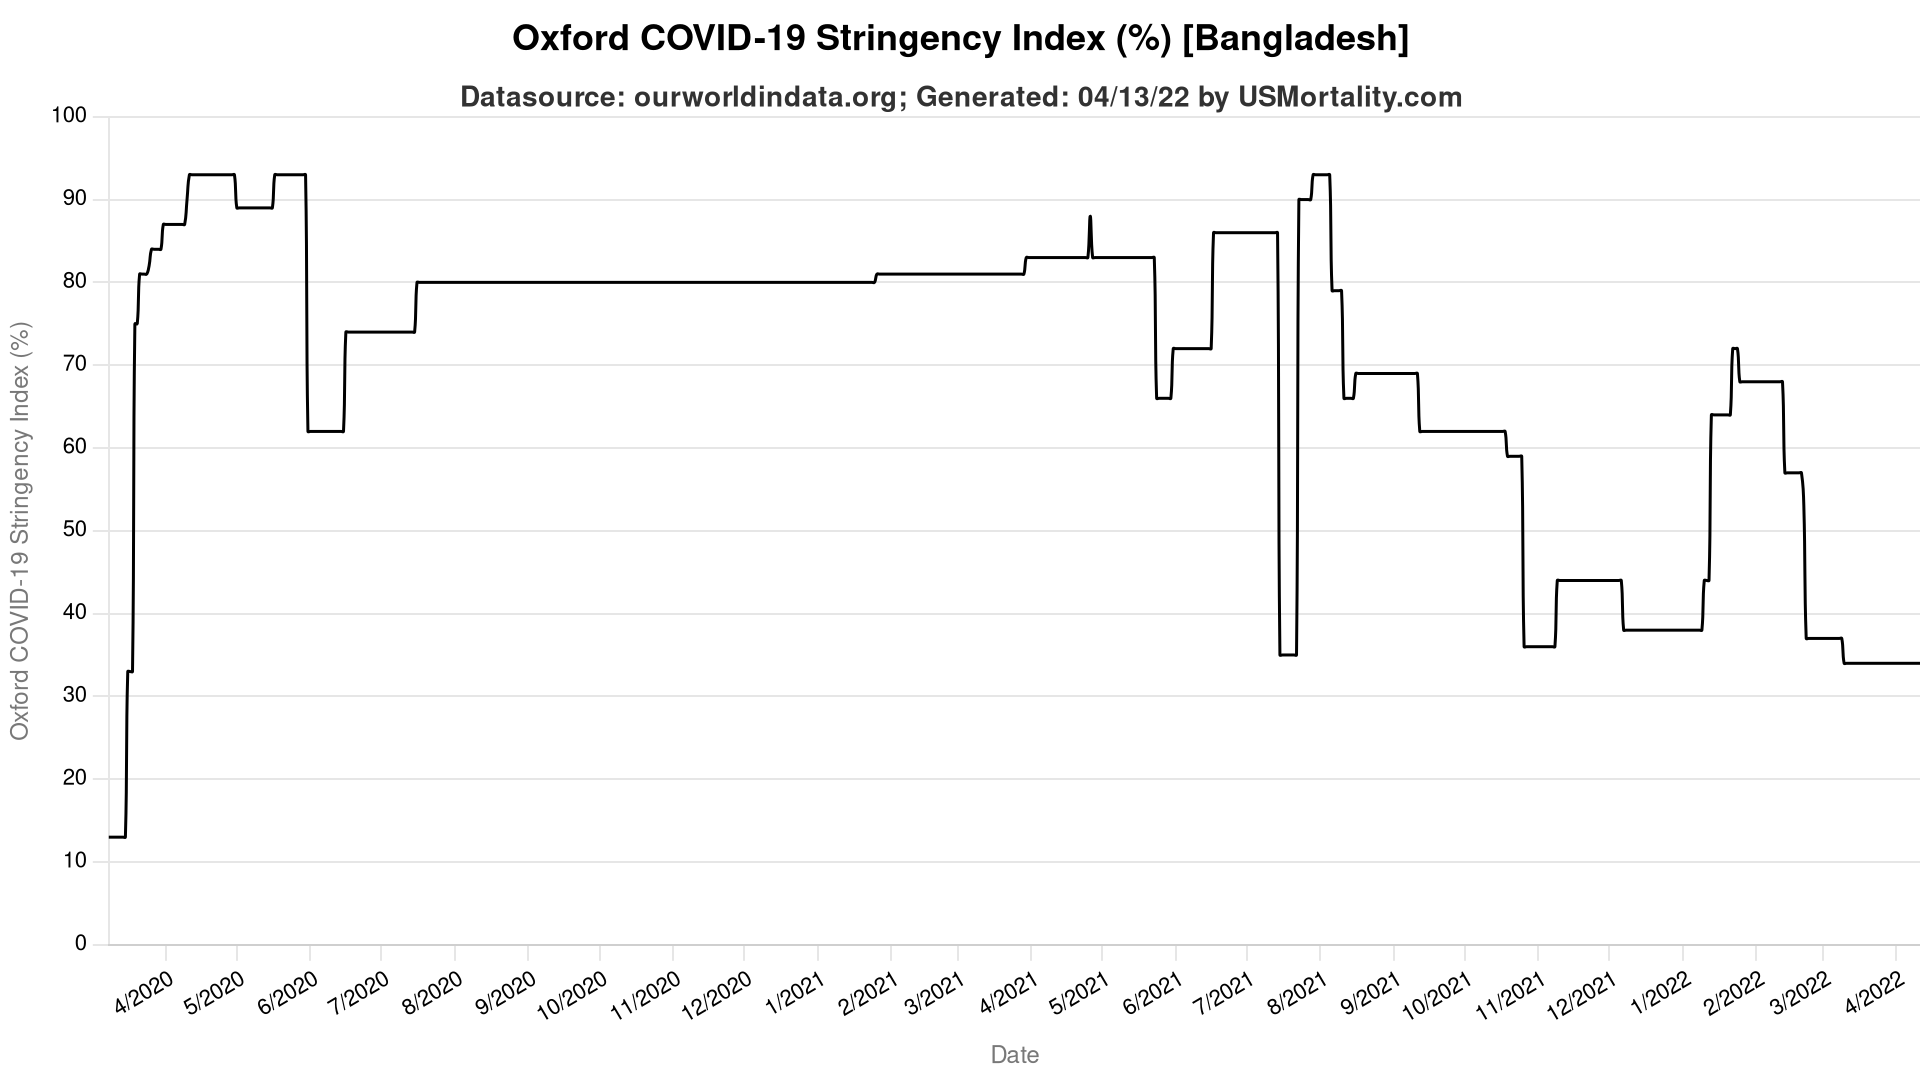 Oxford COVID-19 Stringency Index (%) [Bangladesh]
Datasource: ourworldindata.org; Generated: 04/13/22 by USMortality.com
Oxford COVID-19 Stringency Index (%)
100
90
80
70
60
50
40
30
20
10
0
4/2020 5/2020 6/2020 7/2020 8/2020 9/2020 10/2020 11/2020 12/2020 1/2021 2/2021 3/2021 4/2021 5/2021 6/2021 7/2021 8/2021 9/2021 10/2021 11/2021 12/2021 1/2022 2/2022 3/2022 4/2022
Date